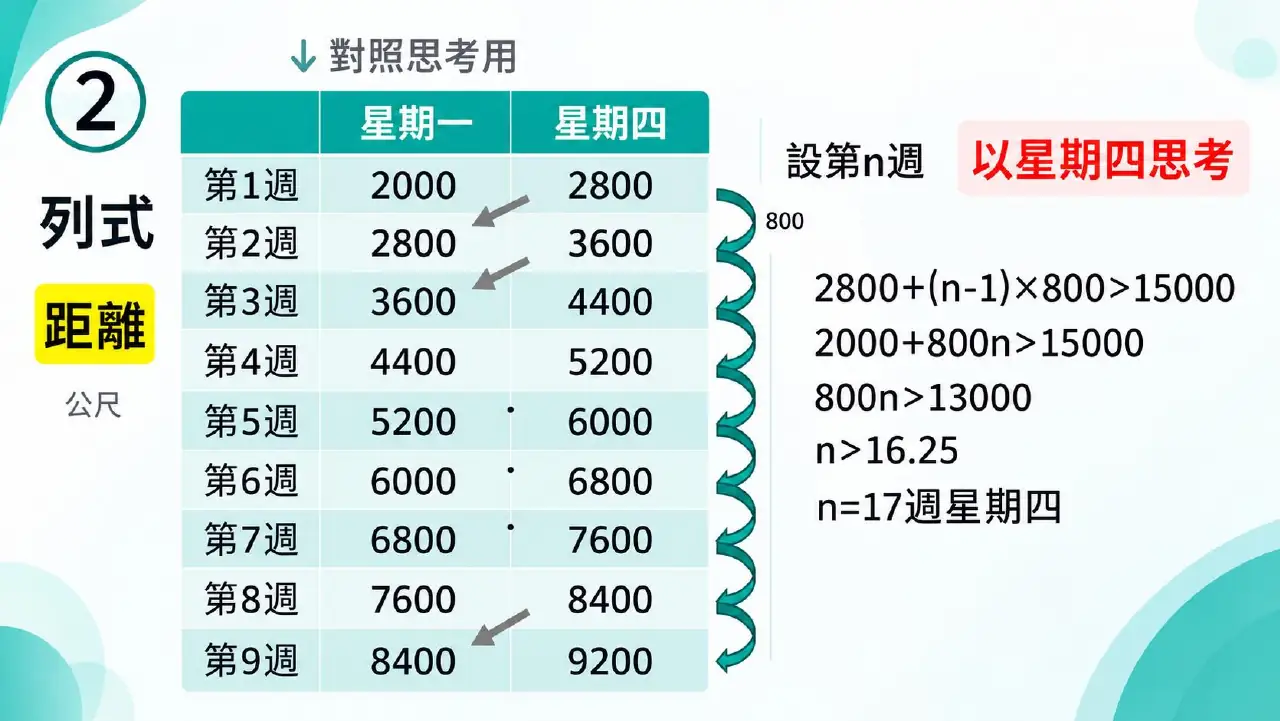 ②
列式
距離
公尺
↓ 對照思考用
星期一 星期四
第1週 2000 2800
第2週 2800 3600
第3週 3600 4400
第4週 4400 5200
第5週 5200 6000
第6週 6000 6800
第7週 6800 7600
第8週 7600 8400
第9週 8400 9200
800
設第n週 以星期四思考
2800+(n-1)×800>15000
2000+800n>15000
800n>13000
n>16.25
n=17週星期四